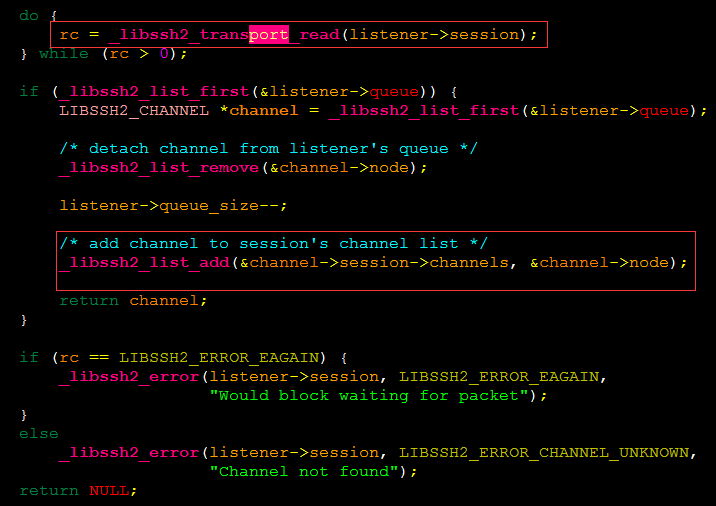 do {
    rc = _libssh2_transport_read(listener->session);
} while (rc > 0);
if (_libssh2_list_first(&listener->queue)) {
    LIBSSH2_CHANNEL *channel = _libssh2_list_first(&listener->queue);
    /* detach channel from listener's queue */
    _libssh2_list_remove(&channel->node);
    listener->queue_size--;
    /* add channel to session's channel list */
    _libssh2_list_add(&channel->session->channels, &channel->node);
    return channel;
}
if (rc == LIBSSH2_ERROR_EAGAIN) {
    _libssh2_error(listener->session, LIBSSH2_ERROR_EAGAIN,
                   "Would block waiting for packet");
}
else
    _libssh2_error(listener->session, LIBSSH2_ERROR_CHANNEL_UNKNOWN,
                   "Channel not found");
return NULL;